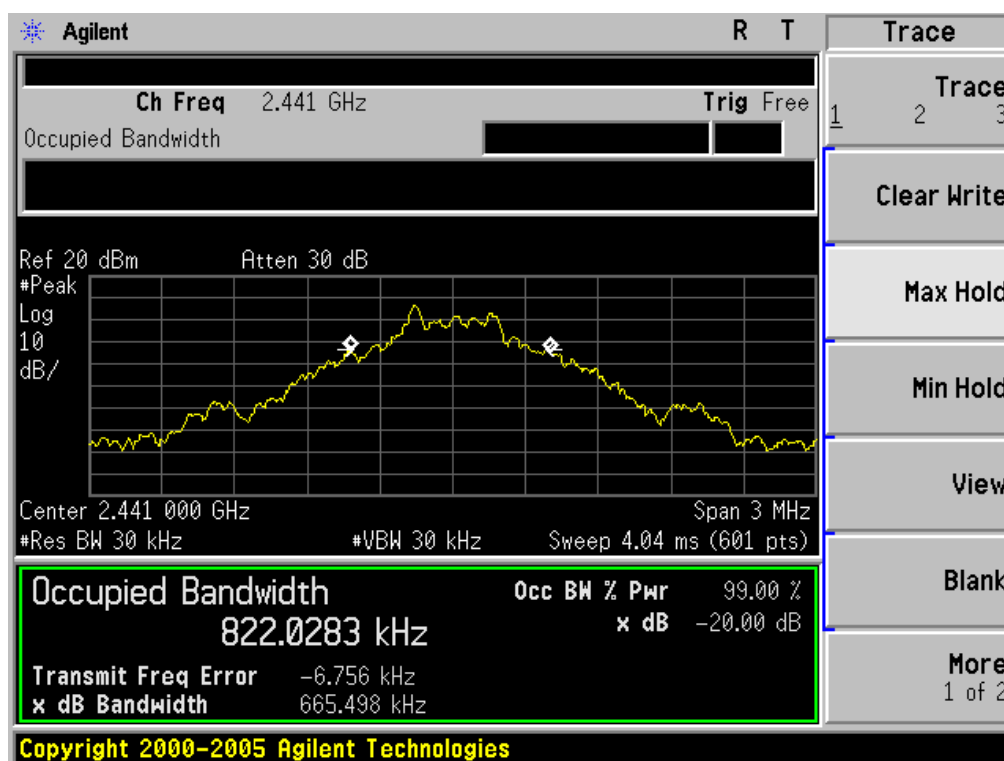 Agilent R T
Ch Freq 2.441 GHz Trig Free
Occupied Bandwidth
Ref 20 dBm Atten 30 dB
#Peak
Log
10
dB/
Center 2.441 000 GHz Span 3 MHz
#Res BW 30 kHz #VBW 30 kHz Sweep 4.04 ms (601 pts)
Occupied Bandwidth Occ BW % Pwr 99.00 %
822.0283 kHz x dB -20.00 dB
Transmit Freq Error -6.756 kHz
x dB Bandwidth 665.498 kHz
Copyright 2000-2005 Agilent Technologies
Trace
Trace
1 2 3
Clear Write
Max Hold
Min Hold
View
Blank
More
1 of 2